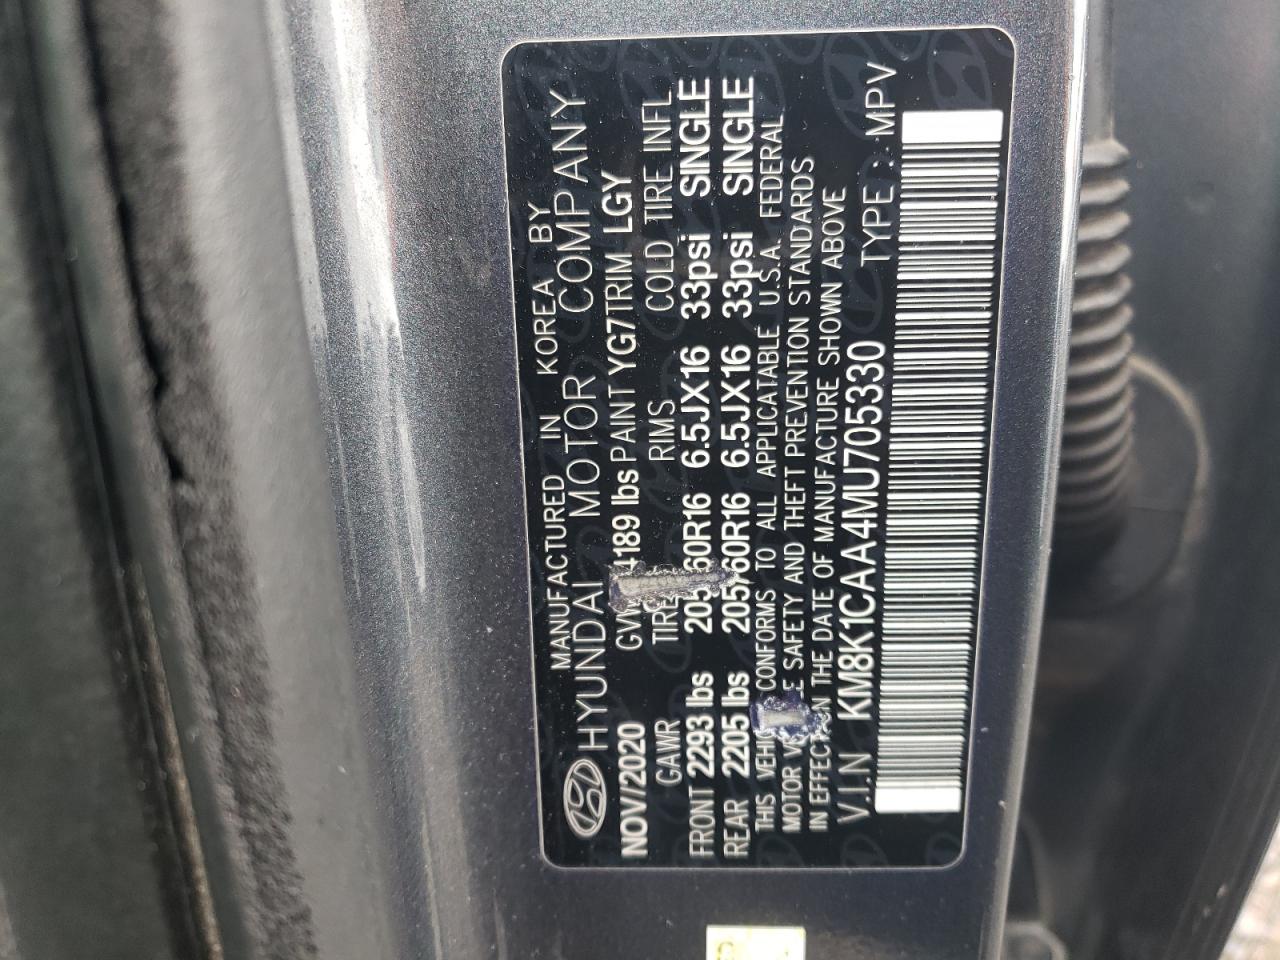 MANUFACTURED IN KOREA BY
HYUNDAI MOTOR COMPANY
NOV/2020 4189 lbs PAINT YG7 TRIM LGY
GAWR RIMS COLD TIRE INFL
FRONT 2293 lbs 6.5JX16 33psi SINGLE
REAR 2205 lbs 205/60R16 6.5JX16 33psi SINGLE
THIS CONFORMS TO ALL APPLICATABLE U.S.A. FEDERAL
MOTOR SAFETY AND THEFT PREVENTION STANDARDS
IN EFFECT ON THE DATE OF MANUFACTURE SHOWN ABOVE
V.I.N KM8K1CAA4MU705330 TYPE : MPV